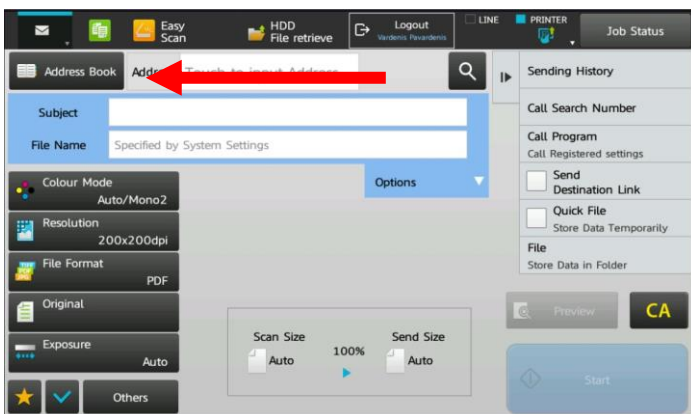 Easy
Scan
HDD
File retrieve
Logout
Vardenis Pavardenis
LINE
PRINTER
Job Status
Address Book
Touch to input Address
Sending History
Subject
Call Search Number
File Name
Specified by System Settings
Call Program
Call Registered settings
Colour Mode
Auto/Mono2
Options
Send
Destination Link
Resolution
200x200dpi
Quick File
Store Data Temporarily
File Format
PDF
File
Store Data in Folder
Original
Preview
CA
Exposure
Auto
Scan Size
Auto
100%
Send Size
Auto
Start
Others